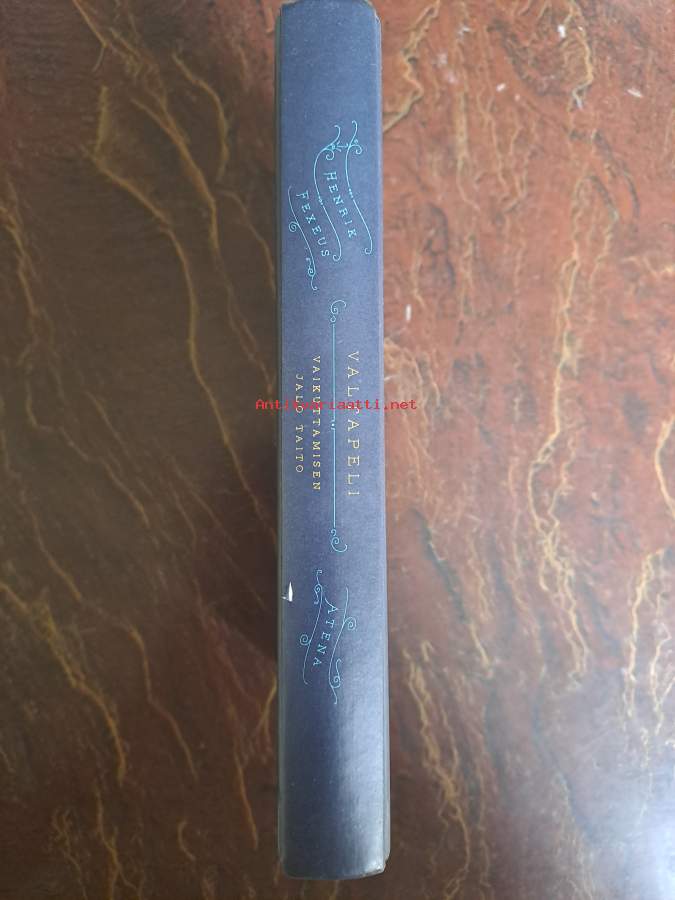 HENRIK
FEXEUS
VALTAPELI
VAIKUTTAMISEN
JALO TAITO
ATENA
Antikvariaatti.net